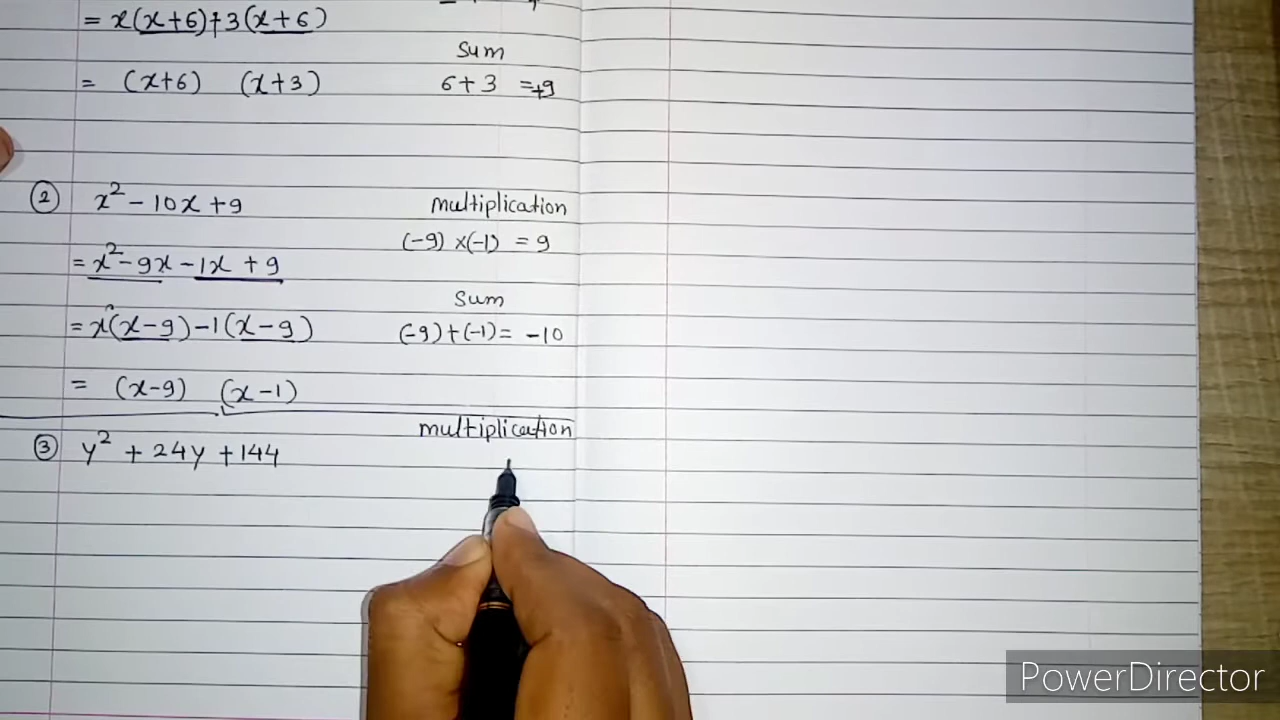 = x(x+6)+3(x+6)
Sum
= (x+6) (x+3) 6+3 =+9
② x² - 10x + 9 multiplication
(-9) ×(-1) = 9
= x² - 9x - 1x + 9
Sum
= x(x-9) - 1(x-9) (-9)+(-1) = -10
= (x-9) (x-1)
multiplication
③ y² + 24y + 144
PowerDirector